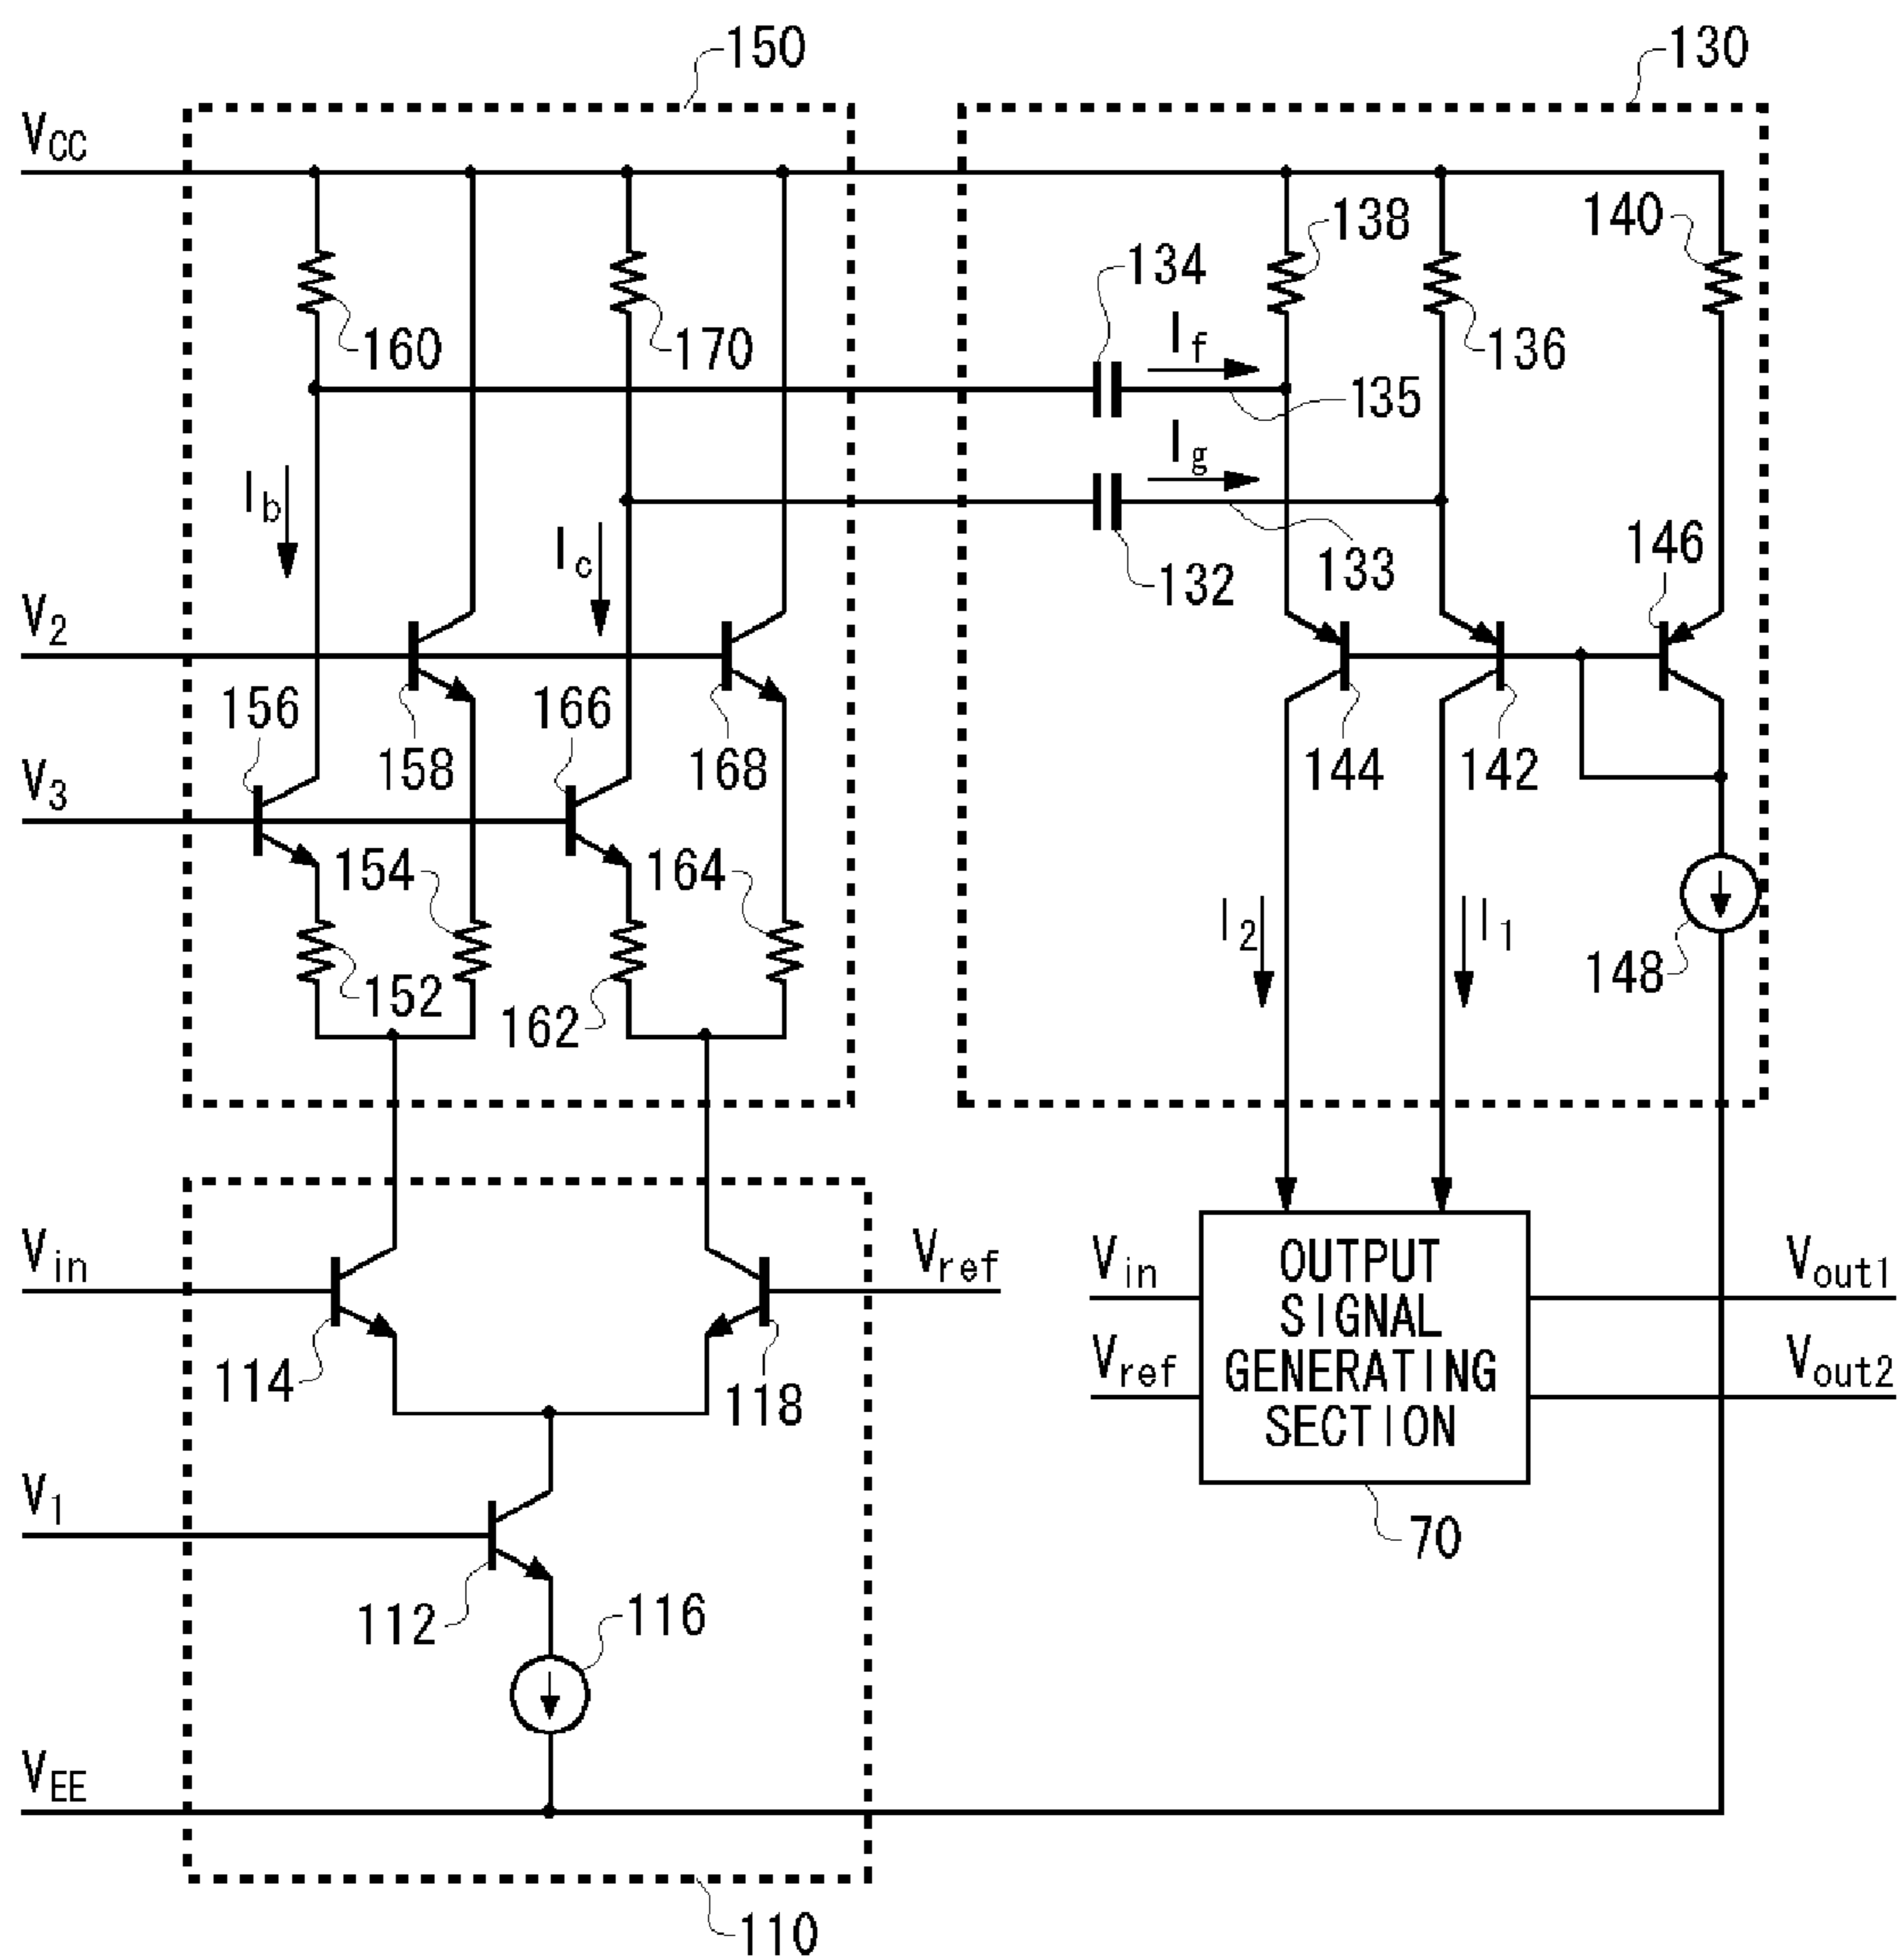 150
130
VCC
138
140
134
If
160
170
136
135
Ig
Ib
Ic
146
132
133
V2
156
158
166
168
144
142
V3
154
164
I2
I1
148
152
162
Vin
Vref
Vin
OUTPUT
SIGNAL
GENERATING
SECTION
Vout1
Vref
Vout2
114
118
V1
70
112
116
VEE
110